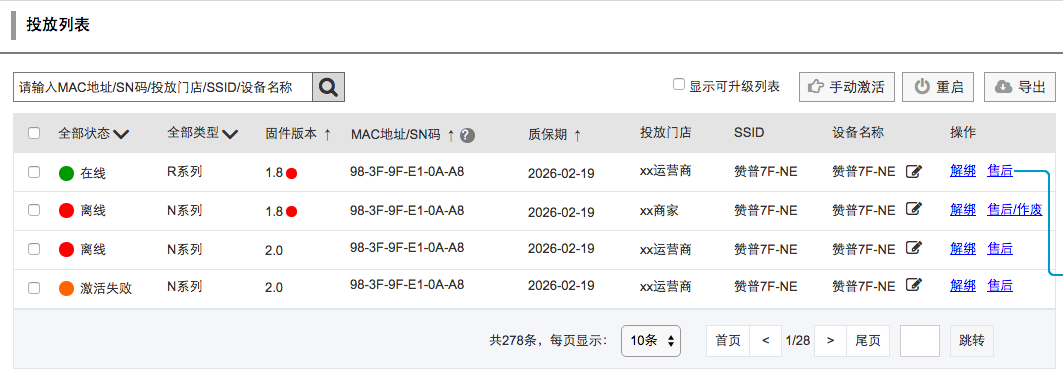 投放列表
请输入MAC地址/SN码/投放门店/SSID/设备名称 显示可升级列表 手动激活 重启 导出
全部状态 全部类型 固件版本 ↑ MAC地址/SN码 ↑ ? 质保期 ↑ 投放门店 SSID 设备名称 操作
在线 R系列 1.8 98-3F-9F-E1-0A-A8 2026-02-19 xx运营商 赞普7F-NE 赞普7F-NE 解绑 售后
离线 N系列 1.8 98-3F-9F-E1-0A-A8 2026-02-19 xx商家 赞普7F-NE 赞普7F-NE 解绑 售后/作废
离线 N系列 2.0 98-3F-9F-E1-0A-A8 2026-02-19 xx运营商 赞普7F-NE 赞普7F-NE 解绑 售后
激活失败 N系列 2.0 98-3F-9F-E1-0A-A8 2026-02-19 xx运营商 赞普7F-NE 赞普7F-NE 解绑 售后
共278条，每页显示： 10条 首页 < 1/28 > 尾页 跳转